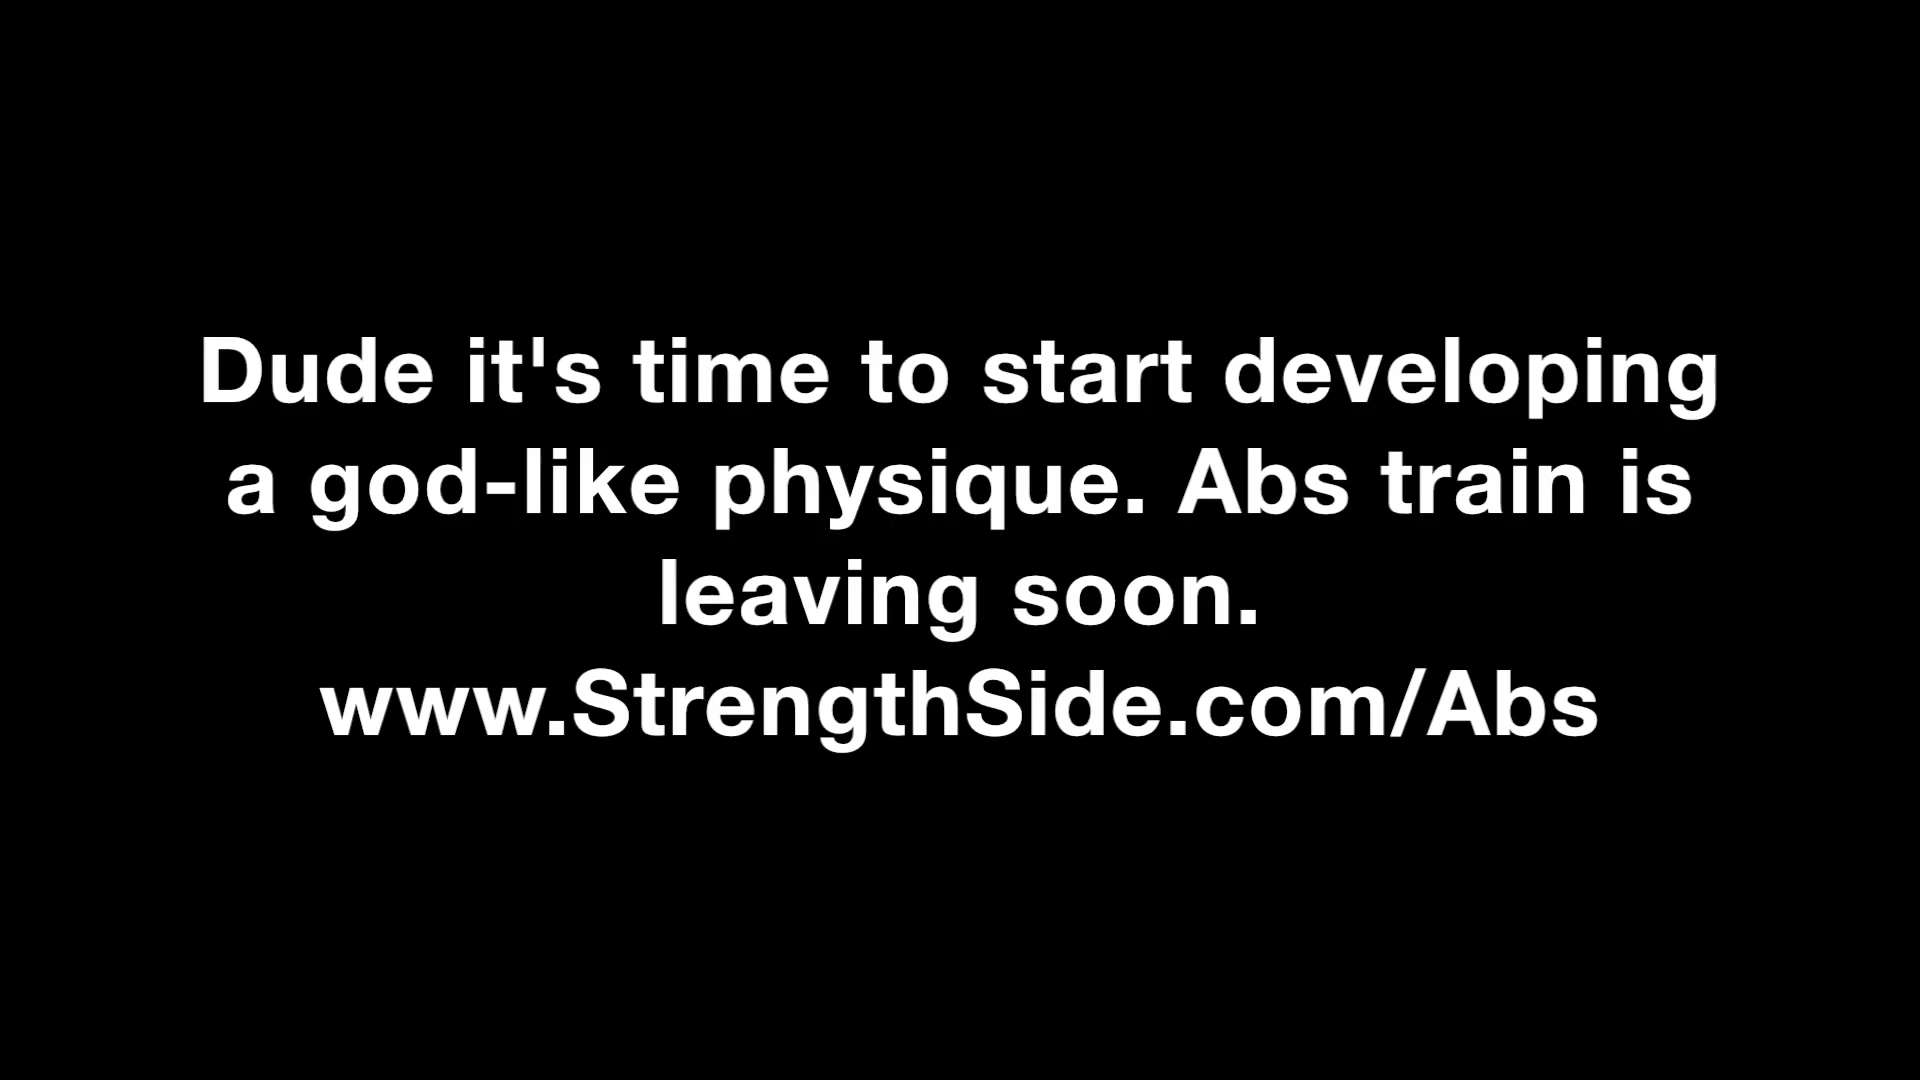 Dude it's time to start developing
a god-like physique. Abs train is
leaving soon.
www.StrengthSide.com/Abs